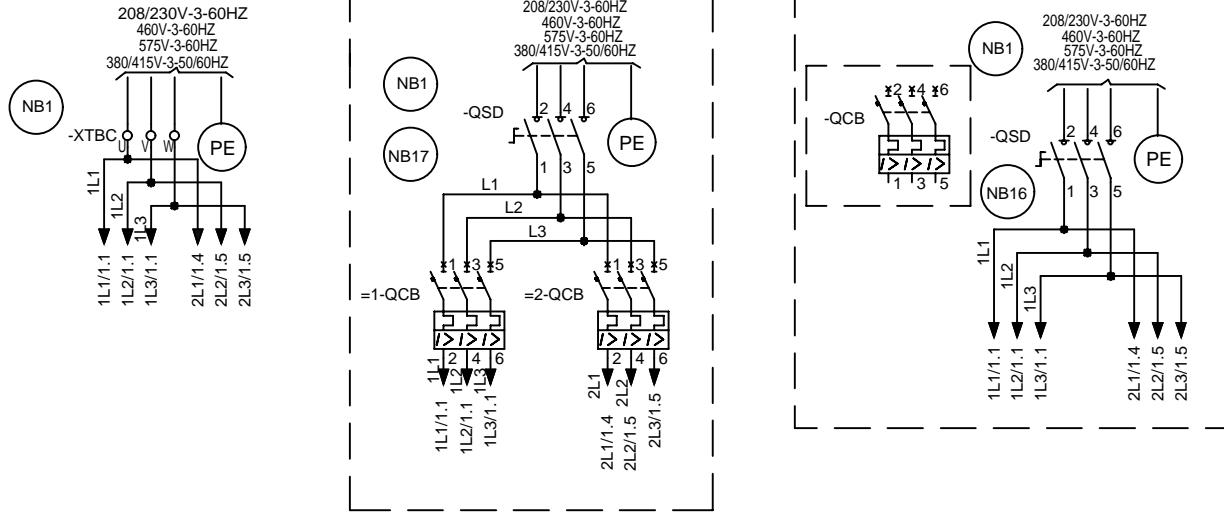 208/230V-3-60HZ
460V-3-60HZ
575V-3-60HZ
380/415V-3-50/60HZ
NB1
-XTBC
U
V
W
PE
1L1
1L2
1L3
1L1/1.1
1L2/1.1
1L3/1.1
2L1/1.4
2L2/1.5
2L3/1.5
208/230V-3-60HZ
460V-3-60HZ
575V-3-60HZ
380/415V-3-50/60HZ
NB1
NB17
-QSD
2 4 6
PE
1 3 5
L1
L2
L3
=1-QCB
1 3 5
I> I> I>
2 4 6
1L1
1L2
1L3
1L1/1.1
1L2/1.1
1L3/1.1
=2-QCB
1 3 5
I> I> I>
2 4 6
2L1
2L2
2L1/1.4
2L2/1.5
2L3/1.5
208/230V-3-60HZ
460V-3-60HZ
575V-3-60HZ
380/415V-3-50/60HZ
NB1
-QCB
2 4 6
I> I> I>
1 3 5
-QSD
2 4 6
PE
NB16
1 3 5
1L1
1L2
1L3
1L1/1.1
1L2/1.1
1L3/1.1
2L1/1.4
2L2/1.5
2L3/1.5